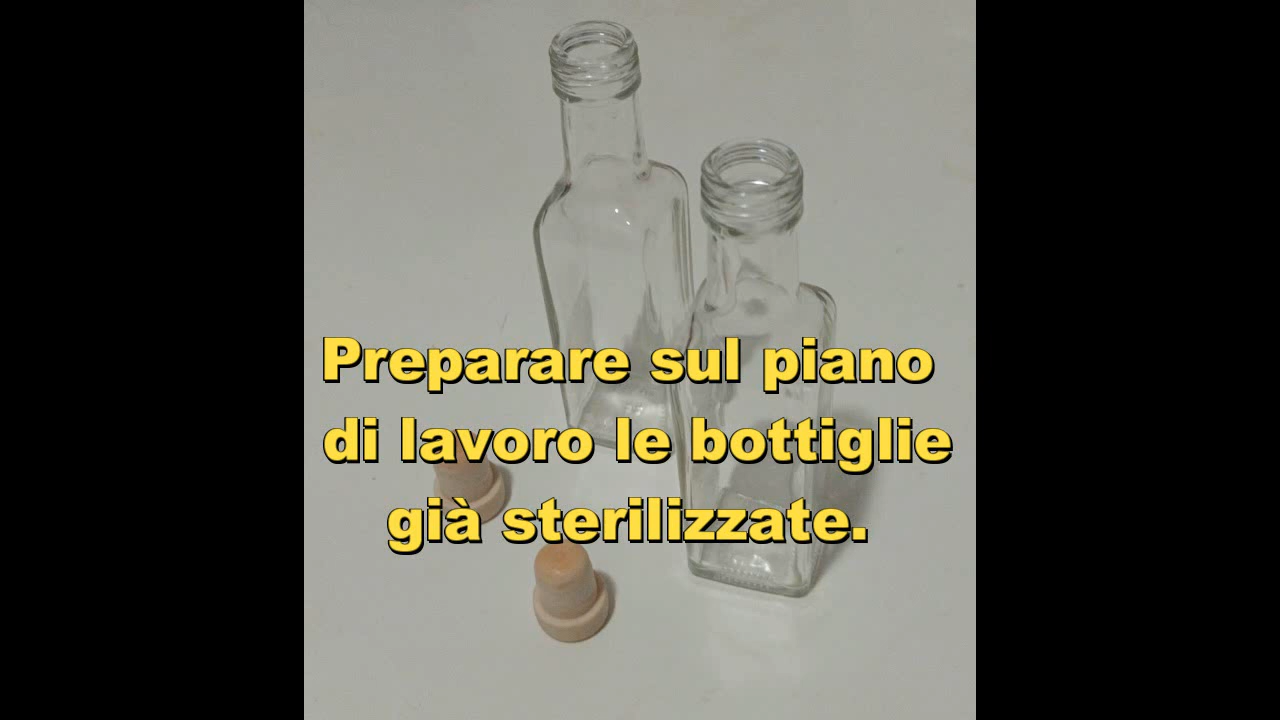 Preparare sul piano
di lavoro le bottiglie
già sterilizzate.